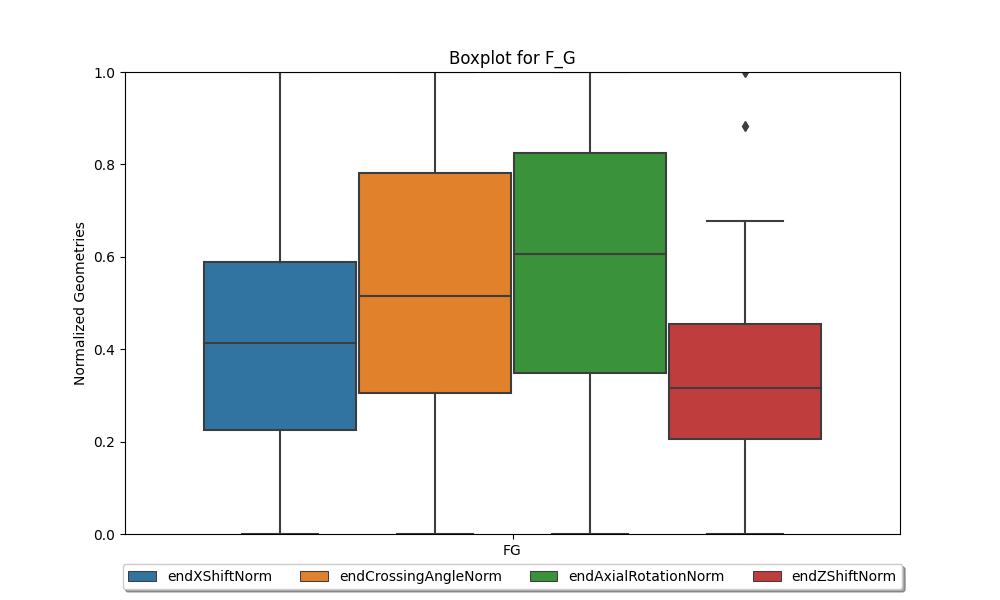 Boxplot for F_G
1.0
0.8
0.6
0.4
0.2
0.0
Normalized Geometries
FG
endXShiftNorm endCrossingAngleNorm endAxialRotationNorm endZShiftNorm